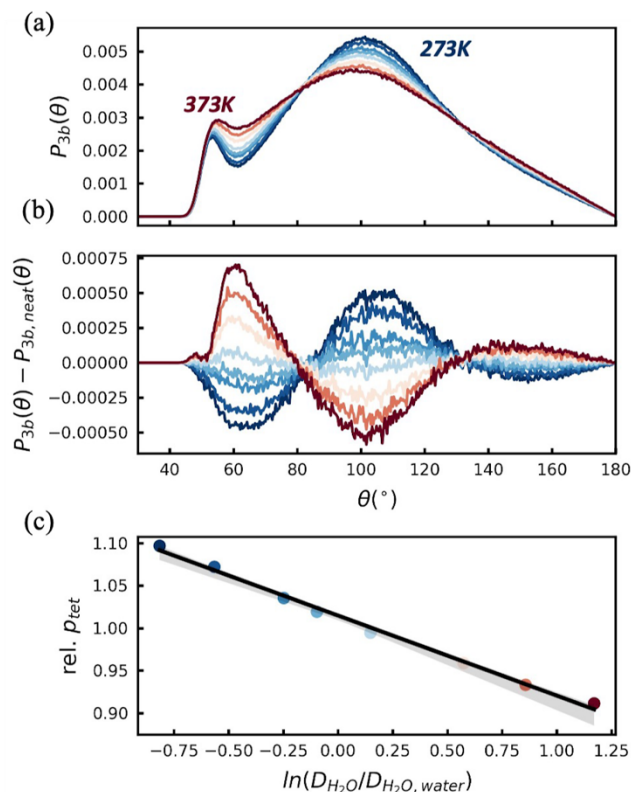 (a)
0.005
0.004
0.003
0.002
0.001
0.000
P3b(θ)
373K
273K
(b)
0.00075
0.00050
0.00025
0.00000
−0.00025
−0.00050
P3b(θ) − P3b,neat(θ)
40 60 80 100 120 140 160 180
θ(°)
(c)
1.10
1.05
1.00
0.95
0.90
rel. ptet
−0.75 −0.50 −0.25 0.00 0.25 0.50 0.75 1.00 1.25
ln(DH2O/DH2O, water)